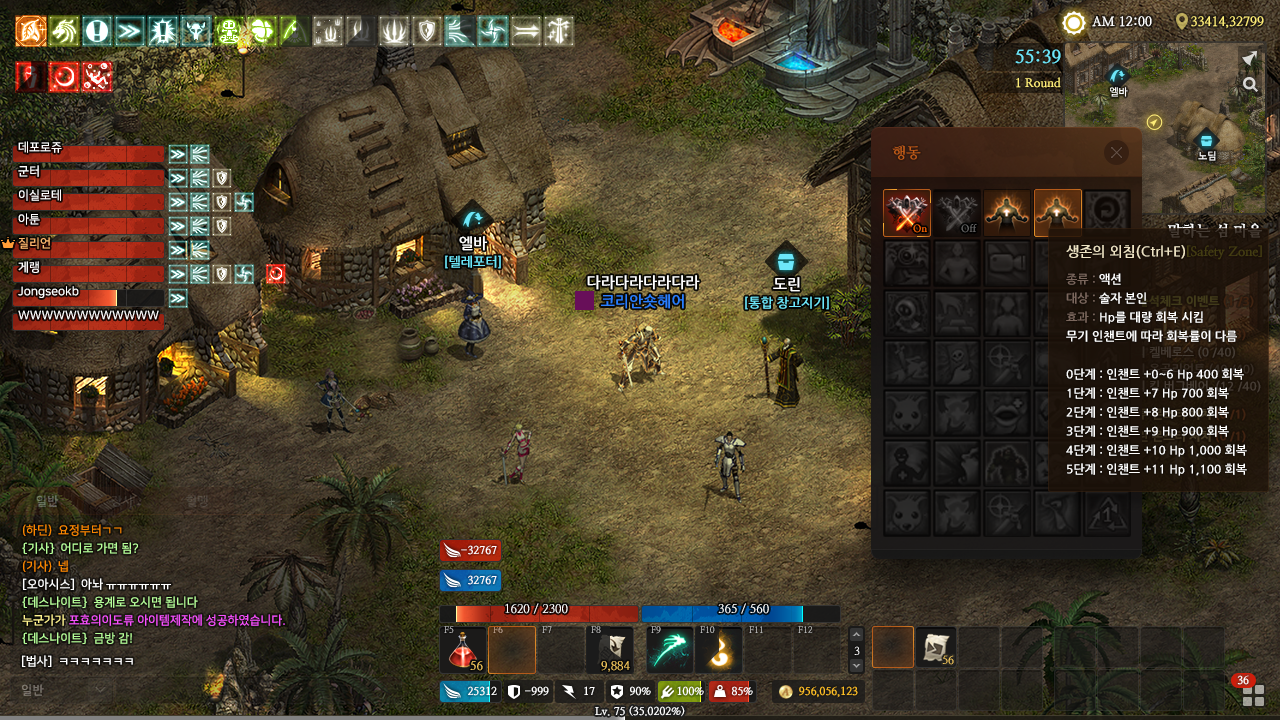 AM 12:00
33414,32799
55:39
1 Round
엘바
노딤
[Safety Zone]
데포로쥬
군터
이실로테
아툰
질리언
게랭
Jongseokb
WWWWWWWWWWWW
엘바
[텔레포터]
다라다라다라다라
코리안숏헤어
도린
[통합 창고지기]
행동
On
Off
생존의 외침(Ctrl+E)
종류 : 액션
대상 : 술자 본인
효과 : Hp를 대량 회복 시킴
무기 인챈트에 따라 회복률이 다름
0단계 : 인챈트 +0~6 Hp 400 회복
1단계 : 인챈트 +7 Hp 700 회복
2단계 : 인챈트 +8 Hp 800 회복
3단계 : 인챈트 +9 Hp 900 회복
4단계 : 인챈트 +10 Hp 1,000 회복
5단계 : 인챈트 +11 Hp 1,100 회복
일반
혈맹
(하딘) 요정부터ㄱㄱ
{기사} 어디로 가면 됨?
(기사) 넵
[오아시스] 아놔 ㅠㅠㅠㅠㅠㅠ
{데스나이트} 용계로 오시면 됩니다
누군가가 포효의이도류 아이템제작에 성공하였습니다.
{데스나이트} 금방 감!
[법사] ㅋㅋㅋㅋㅋㅋㅋ
일반
-32767
32767
1620 / 2300
365 / 560
F5 F6 F7 F8 F9 F10 F11 F12
56
9,884
3
56
25312 -999 17 90% 100% 85% 956,056,123
Lv. 75 (35.0202%)
36